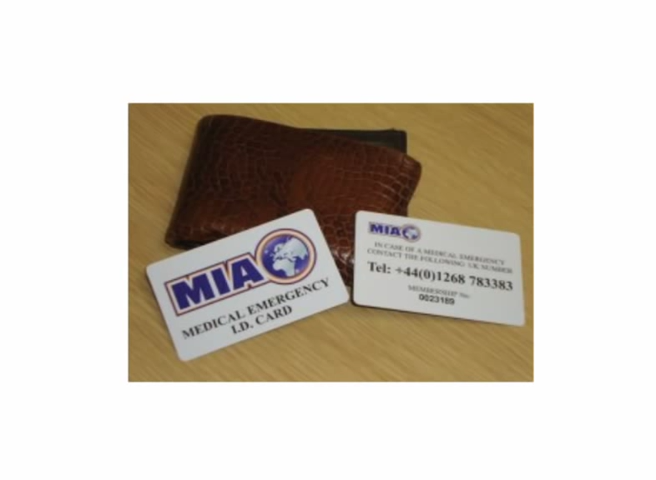 MIA
MEDICAL EMERGENCY
I.D. CARD
MIA
IN CASE OF A MEDICAL EMERGENCY
CONTACT THE FOLLOWING UK NUMBER
Tel: +44(0)1268 783383
MEMBERSHIP No
0023189